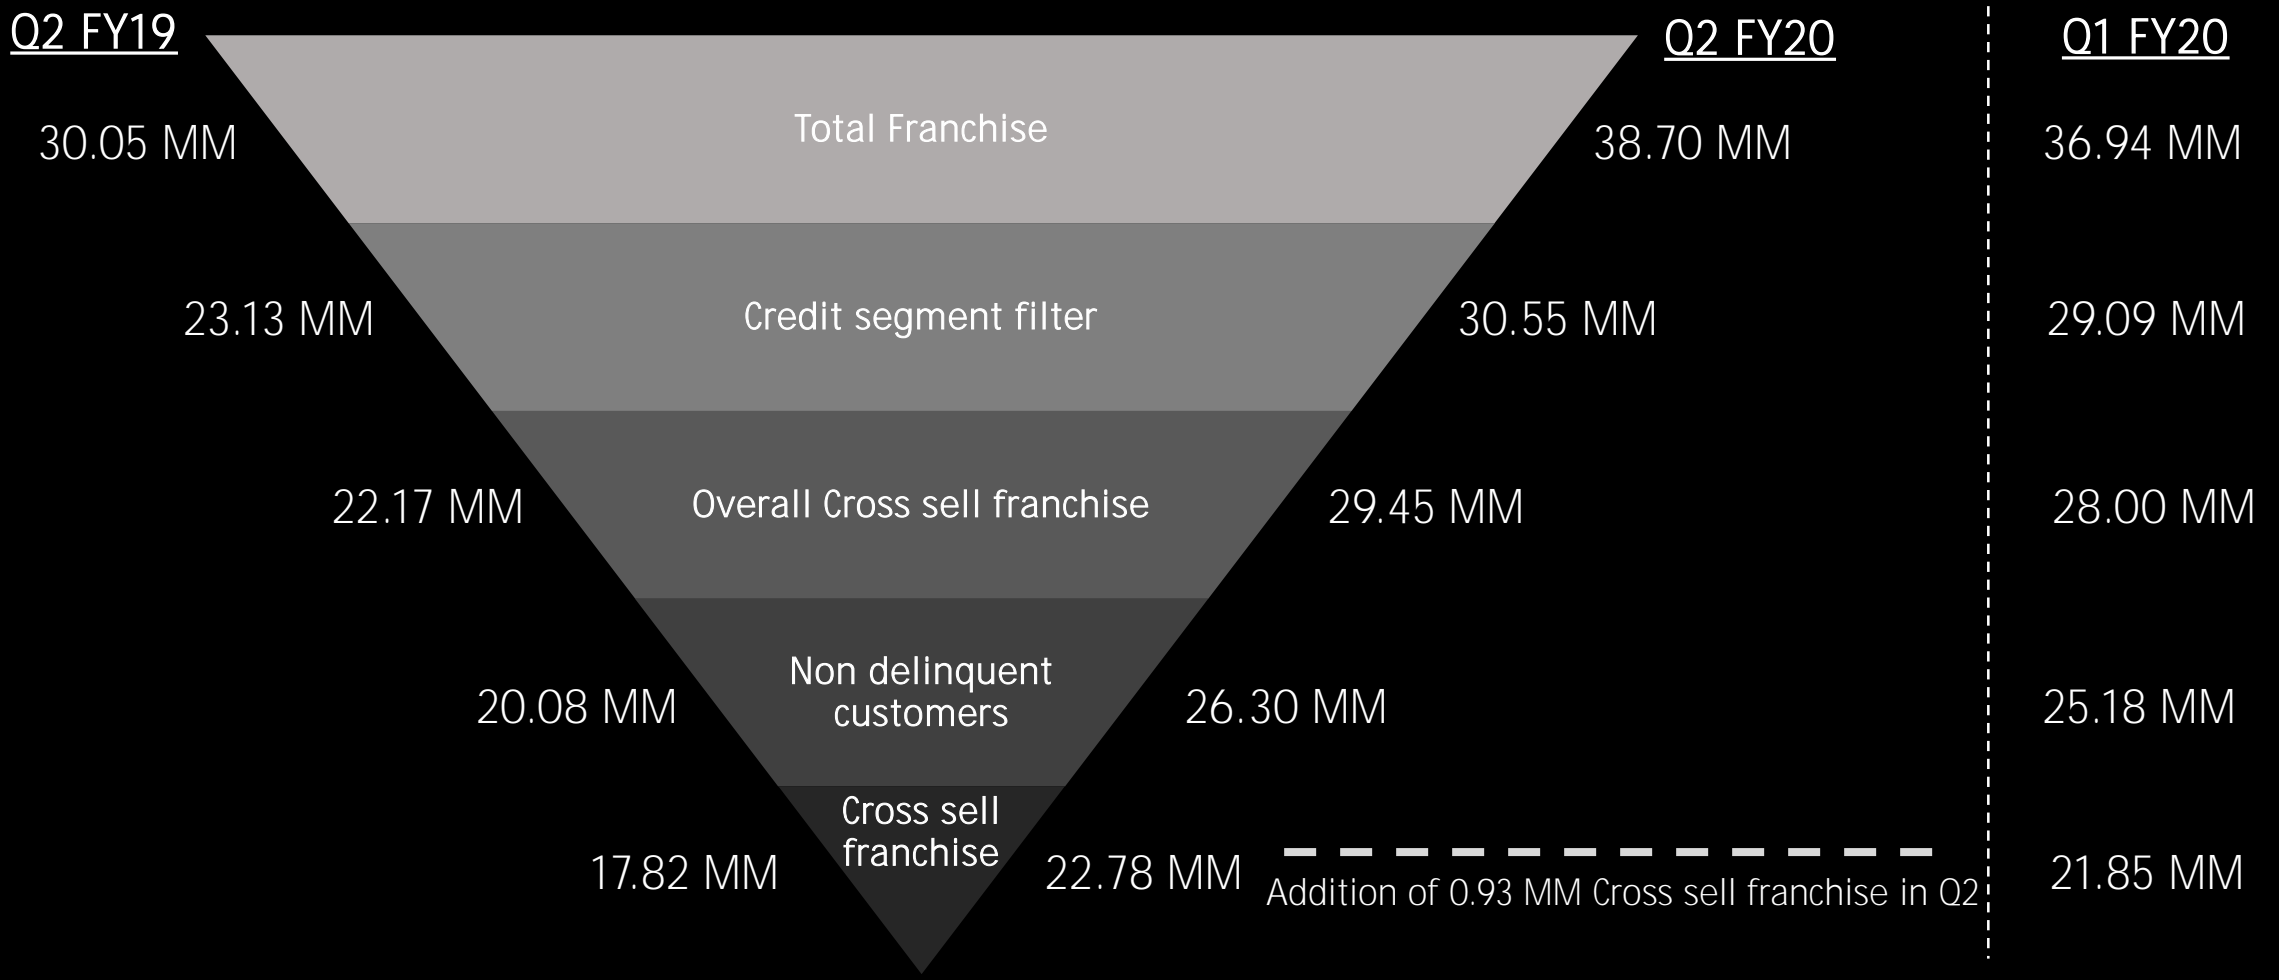 Q2 FY19
Q2 FY20
Q1 FY20
30.05 MM
Total Franchise
38.70 MM
36.94 MM
23.13 MM
Credit segment filter
30.55 MM
29.09 MM
22.17 MM
Overall Cross sell franchise
29.45 MM
28.00 MM
20.08 MM
Non delinquent
customers
26.30 MM
25.18 MM
17.82 MM
Cross sell
franchise
22.78 MM
Addition of 0.93 MM Cross sell franchise in Q2
21.85 MM